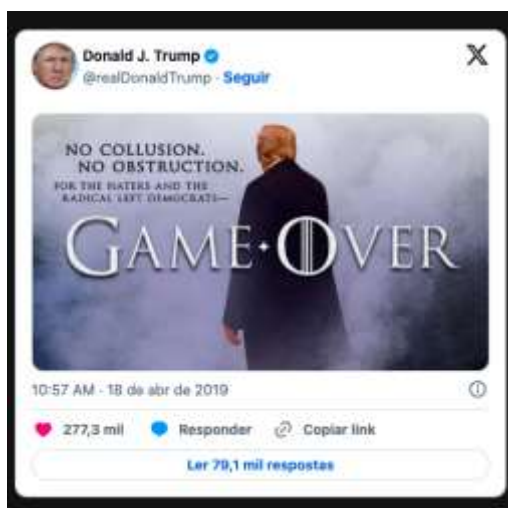 Donald J. Trump
@realDonaldTrump · Seguir
NO COLLUSION.
NO OBSTRUCTION.
FOR THE HATERS AND THE
RADICAL LEFT DEMOCRATS—
GAME OVER
10:57 AM · 18 de abr de 2019
277,3 mil Responder Copiar link
Ler 79,1 mil respostas